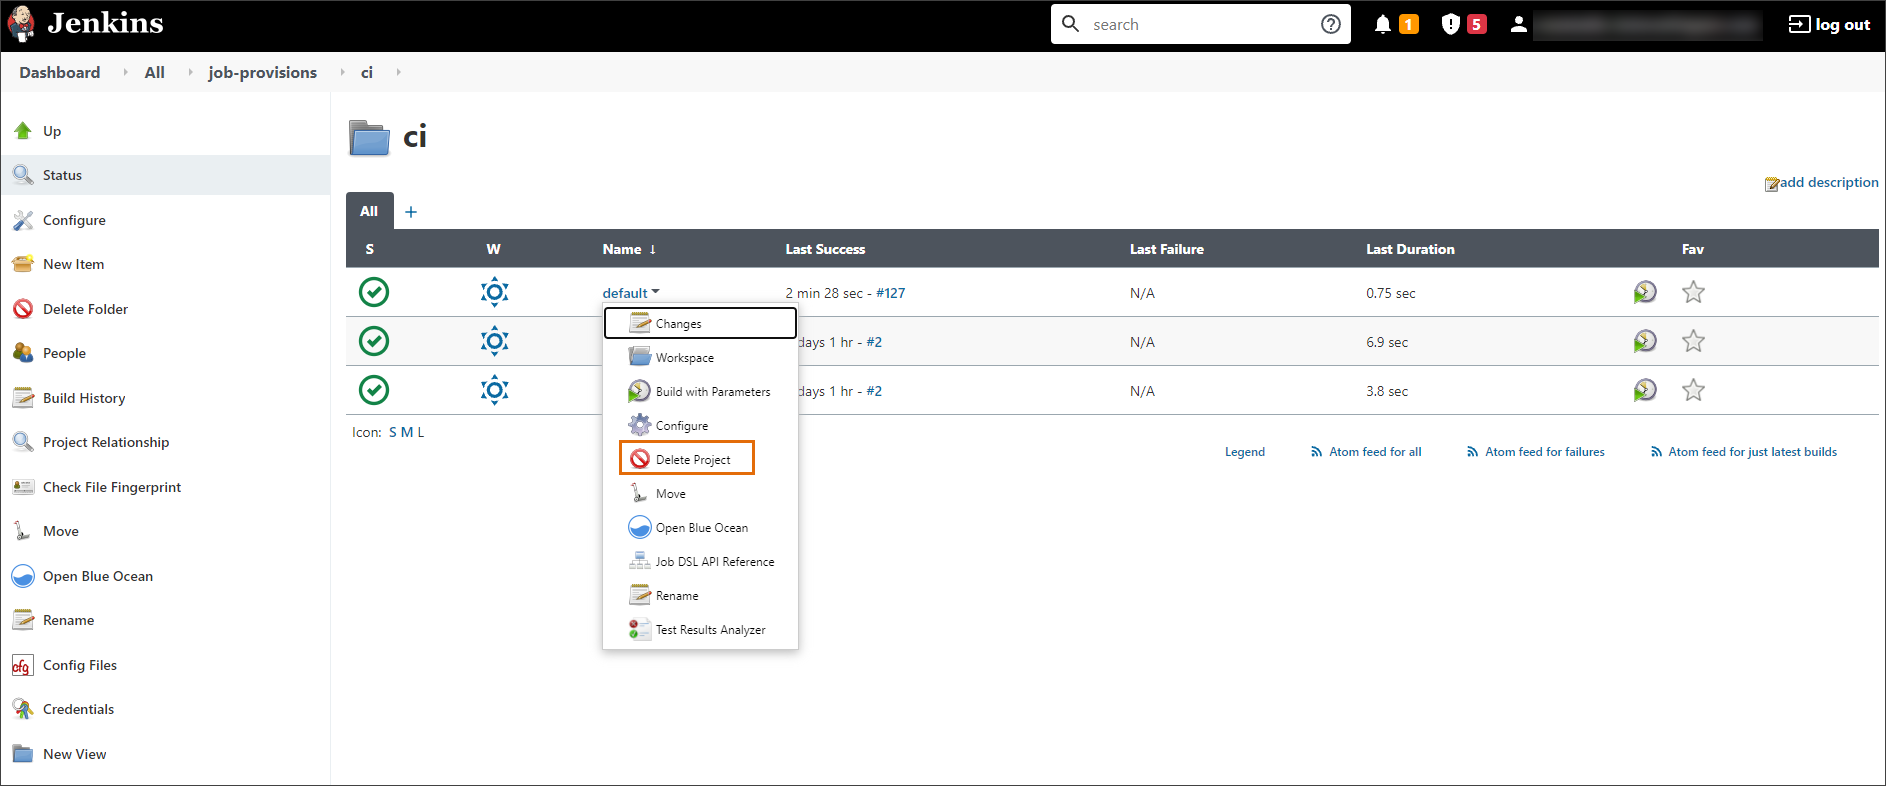 Jenkins
search
1
5
log out
Dashboard All job-provisions ci
Up
Status
Configure
New Item
Delete Folder
People
Build History
Project Relationship
Check File Fingerprint
Move
Open Blue Ocean
Rename
cfg Config Files
Credentials
New View
ci
add description
All +
S W Name ↓ Last Success Last Failure Last Duration Fav
default 2 min 28 sec - #127 N/A 0.75 sec
days 1 hr - #2 N/A 6.9 sec
days 1 hr - #2 N/A 3.8 sec
Changes
Workspace
Build with Parameters
Configure
Delete Project
Move
Open Blue Ocean
Job DSL API Reference
Rename
Test Results Analyzer
Icon: S M L
Legend Atom feed for all Atom feed for failures Atom feed for just latest builds